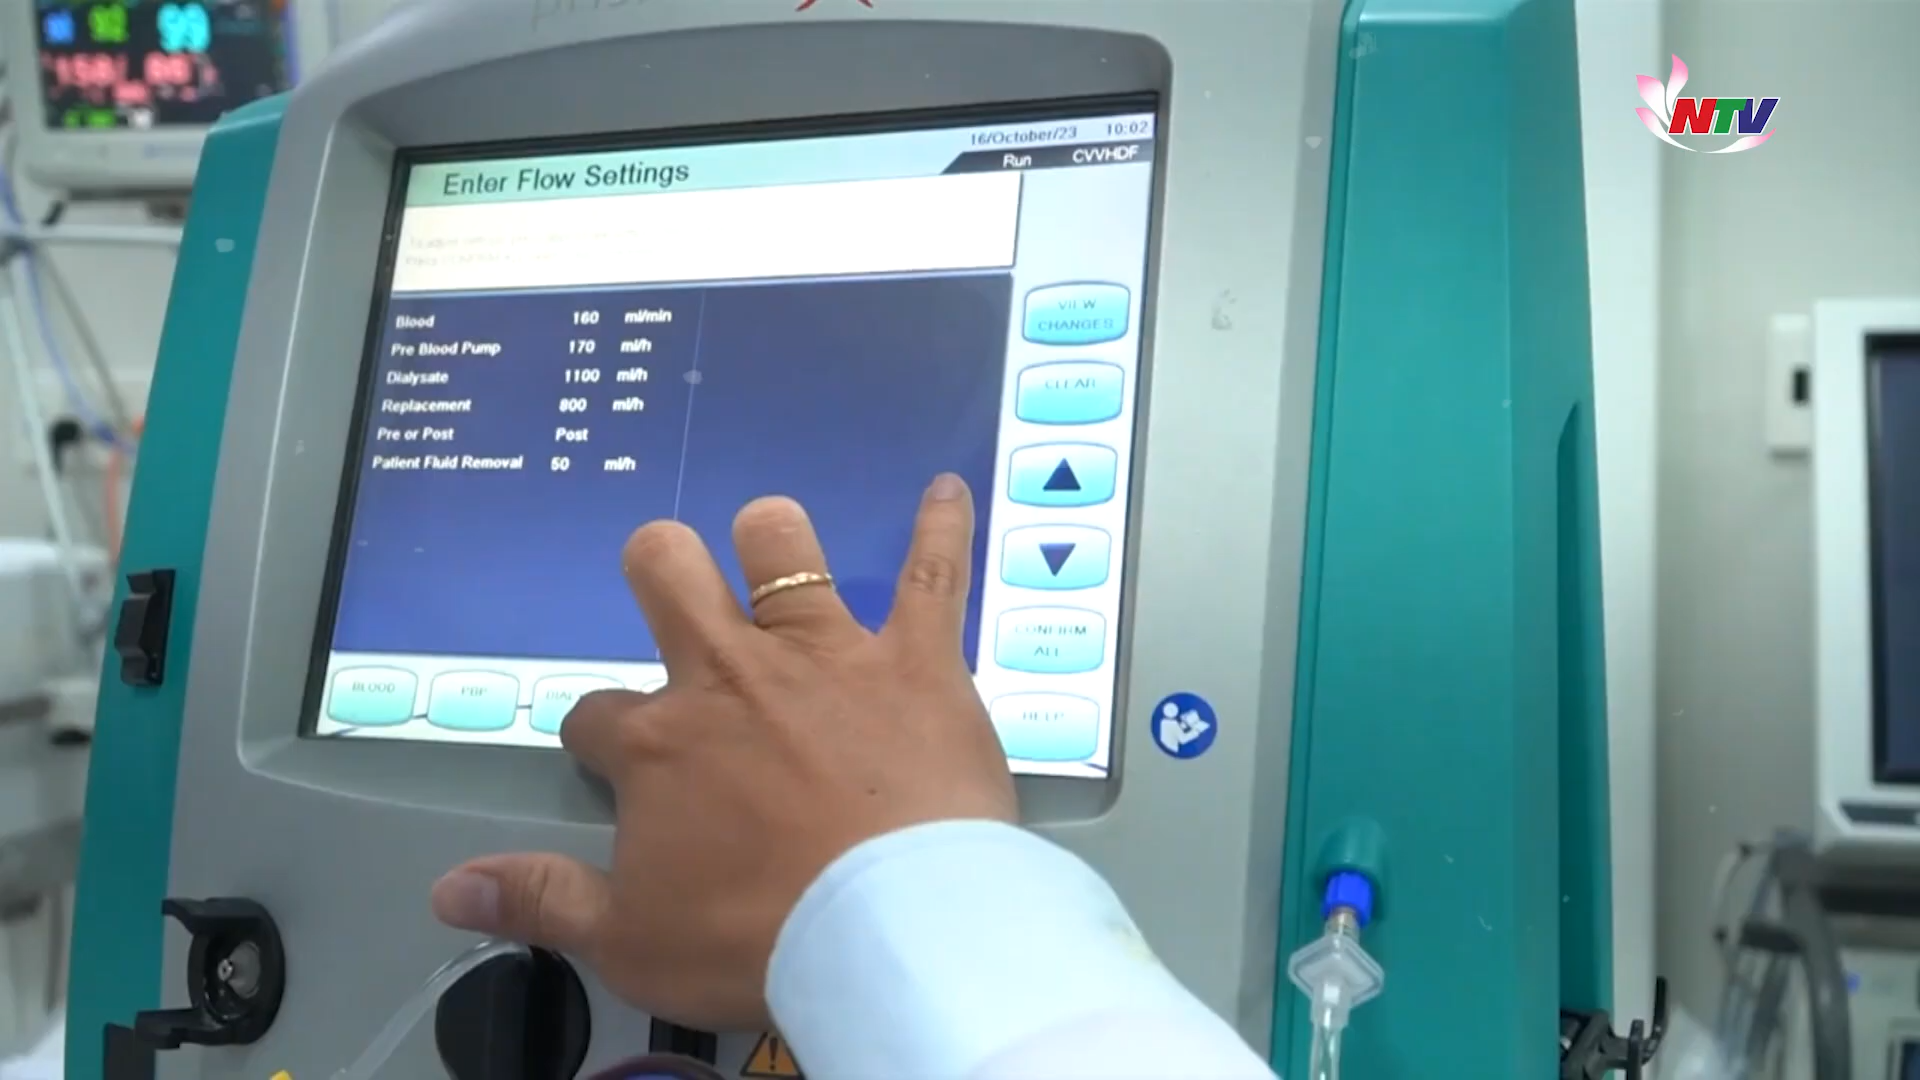 99
NTV
16/October/23 10:02
Enter Flow Settings
Run CVVHDF
VIEW CHANGES
Blood 160 ml/min
Pre Blood Pump 170 ml/h
Dialysate 1100 ml/h
CLEAR
Replacement 800 ml/h
Pre or Post Post
Patient Fluid Removal 50 ml/h
CONFIRM ALL
BLOOD PBP
HELP